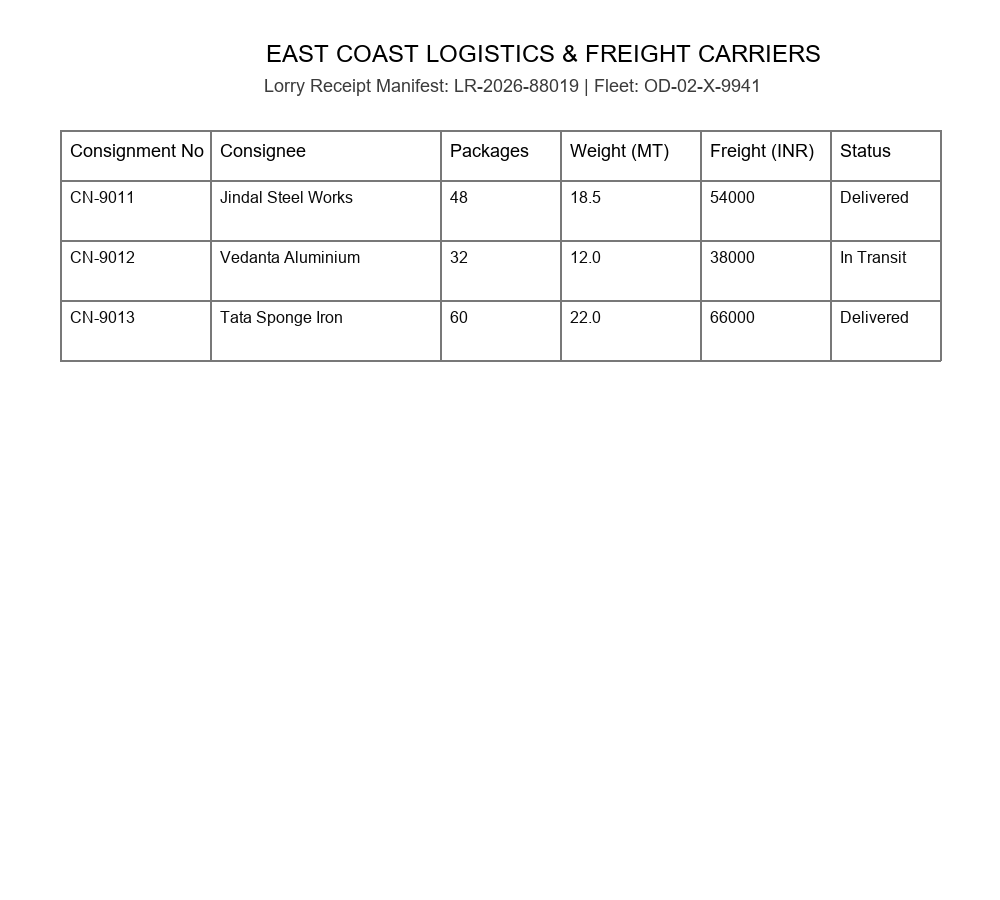 EAST COAST LOGISTICS & FREIGHT CARRIERS
Lorry Receipt Manifest: LR-2026-88019 | Fleet: OD-02-X-9941
Consignment No Consignee Packages Weight (MT) Freight (INR) Status
CN-9011 Jindal Steel Works 48 18.5 54000 Delivered
CN-9012 Vedanta Aluminium 32 12.0 38000 In Transit
CN-9013 Tata Sponge Iron 60 22.0 66000 Delivered